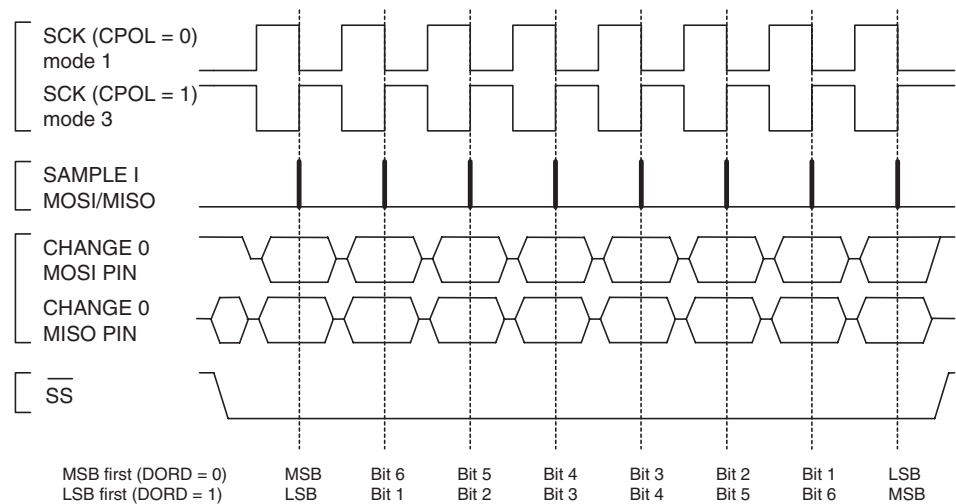 SCK (CPOL = 0)
mode 1
SCK (CPOL = 1)
mode 3
SAMPLE I
MOSI/MISO
CHANGE 0
MOSI PIN
CHANGE 0
MISO PIN
SS
MSB first (DORD = 0) MSB Bit 6 Bit 5 Bit 4 Bit 3 Bit 2 Bit 1 LSB
LSB first (DORD = 1) LSB Bit 1 Bit 2 Bit 3 Bit 4 Bit 5 Bit 6 MSB